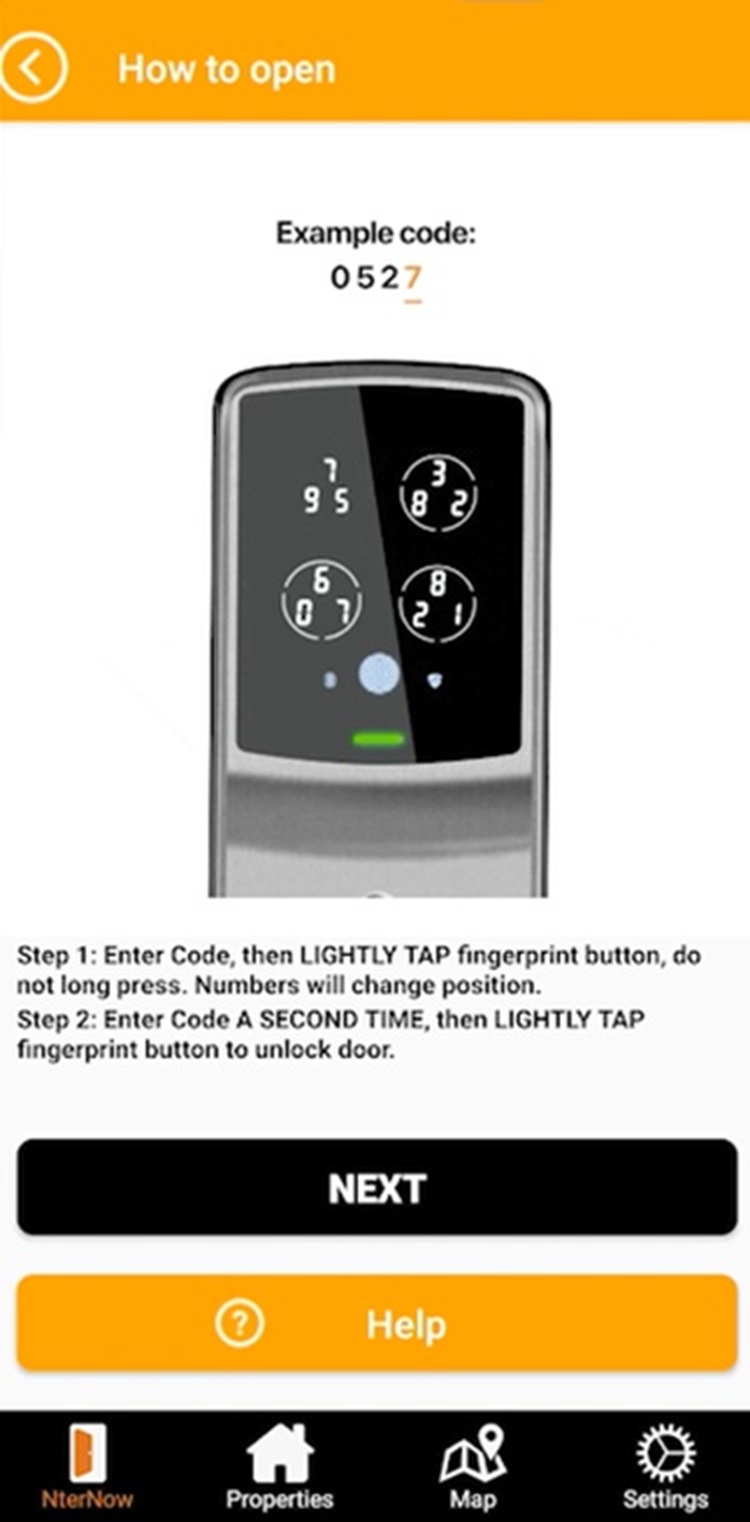 How to open
Example code:
0527
7
9 5
3
8 2
6
0 7
8
2 1
Step 1: Enter Code, then LIGHTLY TAP fingerprint button, do
not long press. Numbers will change position.
Step 2: Enter Code A SECOND TIME, then LIGHTLY TAP
fingerprint button to unlock door.
NEXT
? Help
NterNow Properties Map Settings